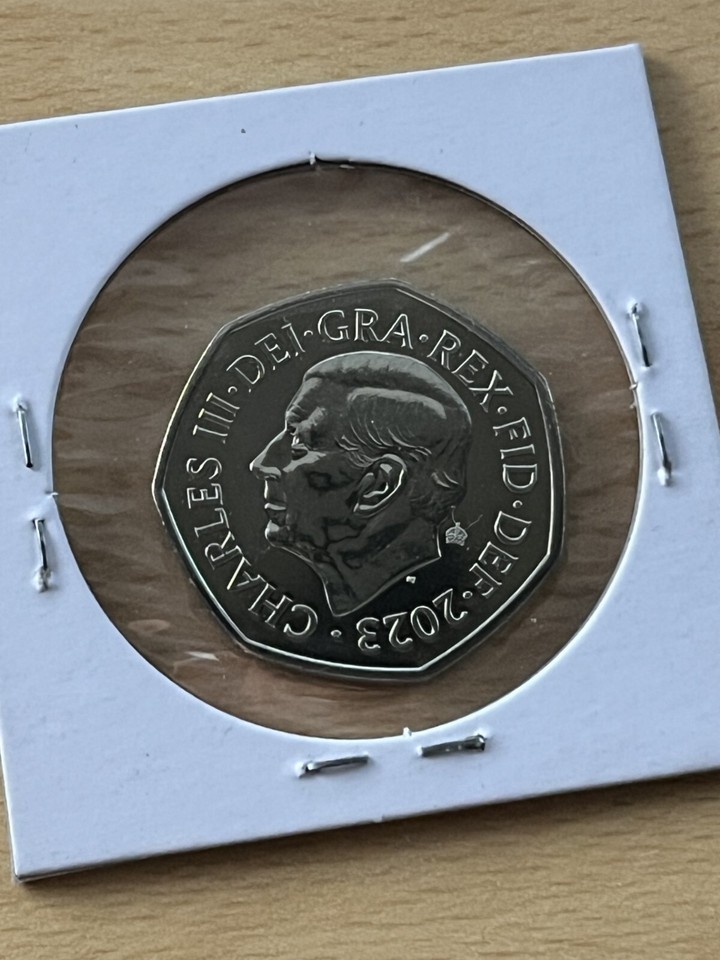 CHARLES III · DEI · GRA · REX · FID · DEF · 2023 ·